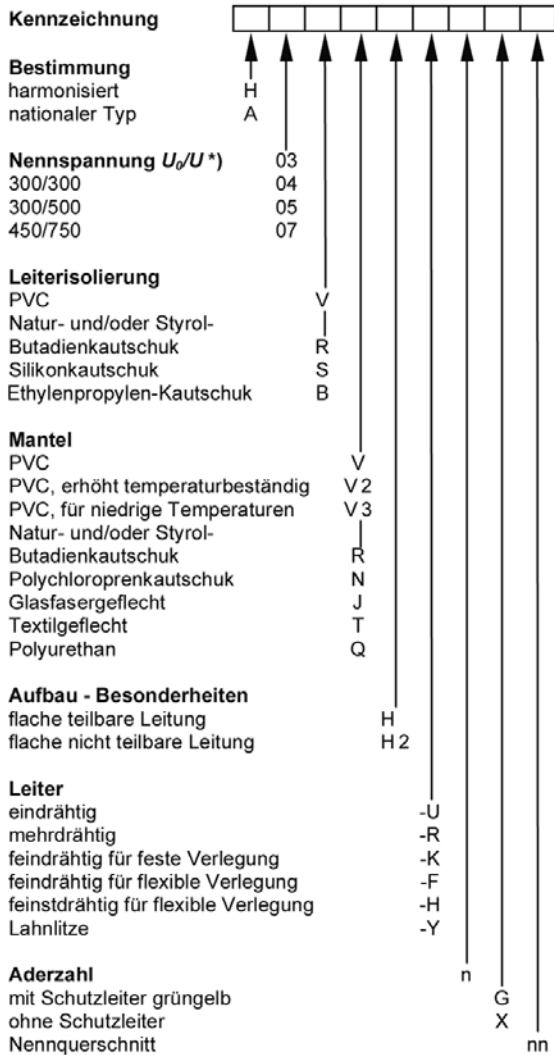 Kennzeichnung
Bestimmung
harmonisiert H
nationaler Typ A
Nennspannung U₀/U *) 03
300/300 04
300/500 05
450/750 07
Leiterisolierung
PVC V
Natur- und/oder Styrol-
Butadienkautschuk R
Silikonkautschuk S
Ethylenpropylen-Kautschuk B
Mantel
PVC V
PVC, erhöht temperaturbeständig V2
PVC, für niedrige Temperaturen V3
Natur- und/oder Styrol-
Butadienkautschuk R
Polychloroprenkautschuk N
Glasfasergeflecht J
Textilgeflecht T
Polyurethan Q
Aufbau - Besonderheiten
flache teilbare Leitung H
flache nicht teilbare Leitung H2
Leiter
eindrähtig -U
mehrdrähtig -R
feindrähtig für feste Verlegung -K
feindrähtig für flexible Verlegung -F
feinstdrähtig für flexible Verlegung -H
Lahnlitze -Y
Aderzahl n
mit Schutzleiter grüngelb G
ohne Schutzleiter X
Nennquerschnitt nn